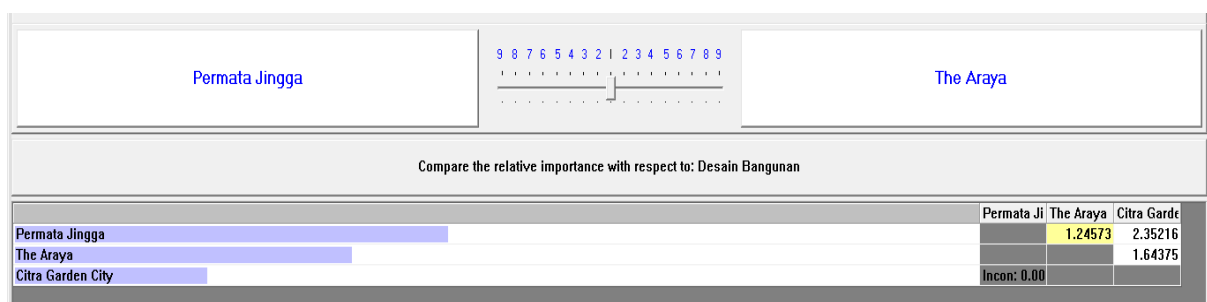 Permata Jingga
9 8 7 6 5 4 3 2 1 2 3 4 5 6 7 8 9
The Araya
Compare the relative importance with respect to: Desain Bangunan
Permata Ji The Araya Citra Garde
Permata Jingga 1.24573 2.35216
The Araya 1.64375
Citra Garden City Incon: 0.00